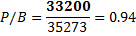 P/B = 33200 / 35273 = 0.94